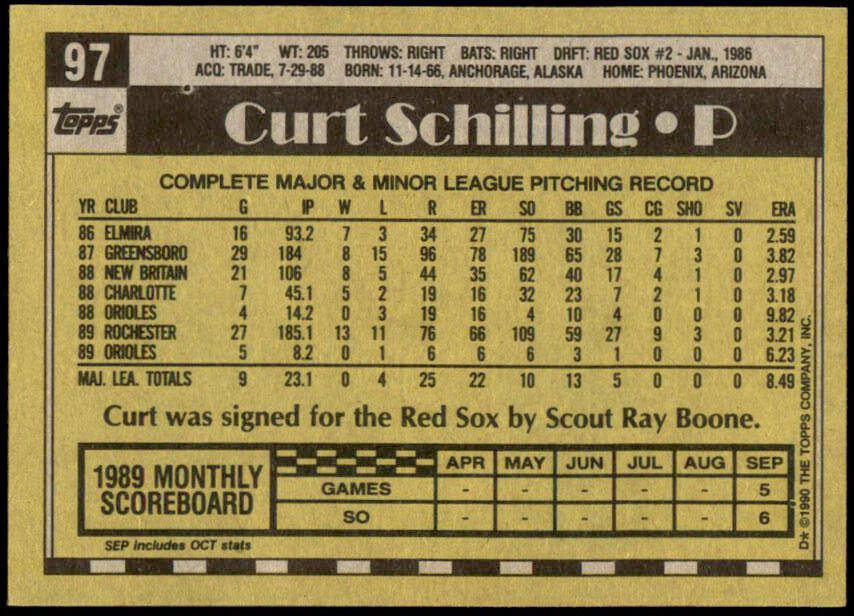 97
HT: 6'4" WT: 205 THROWS: RIGHT BATS: RIGHT DRFT: RED SOX #2 - JAN., 1986
ACQ: TRADE, 7-29-88 BORN: 11-14-66, ANCHORAGE, ALASKA HOME: PHOENIX, ARIZONA
Topps®
Curt Schilling • P
COMPLETE MAJOR & MINOR LEAGUE PITCHING RECORD
YR CLUB G IP W L R ER SO BB GS CG SHO SV ERA
86 ELMIRA 16 93.2 7 3 34 27 75 30 15 2 1 0 2.59
87 GREENSBORO 29 184 8 15 96 78 189 65 28 7 3 0 3.82
88 NEW BRITAIN 21 106 8 5 44 35 62 40 17 4 1 0 2.97
88 CHARLOTTE 7 45.1 5 2 19 16 32 23 7 2 1 0 3.18
88 ORIOLES 4 14.2 0 3 19 16 4 10 4 0 0 0 9.82
89 ROCHESTER 27 185.1 13 11 76 66 109 59 27 9 3 0 3.21
89 ORIOLES 5 8.2 0 1 6 6 6 3 1 0 0 0 6.23
MAJ. LEA. TOTALS 9 23.1 0 4 25 22 10 13 5 0 0 0 8.49
Curt was signed for the Red Sox by Scout Ray Boone.
1989 MONTHLY
SCOREBOARD
APR MAY JUN JUL AUG SEP
GAMES - - - - - 5
SO - - - - - 6
SEP includes OCT stats
D* ©1990 THE TOPPS COMPANY, INC.